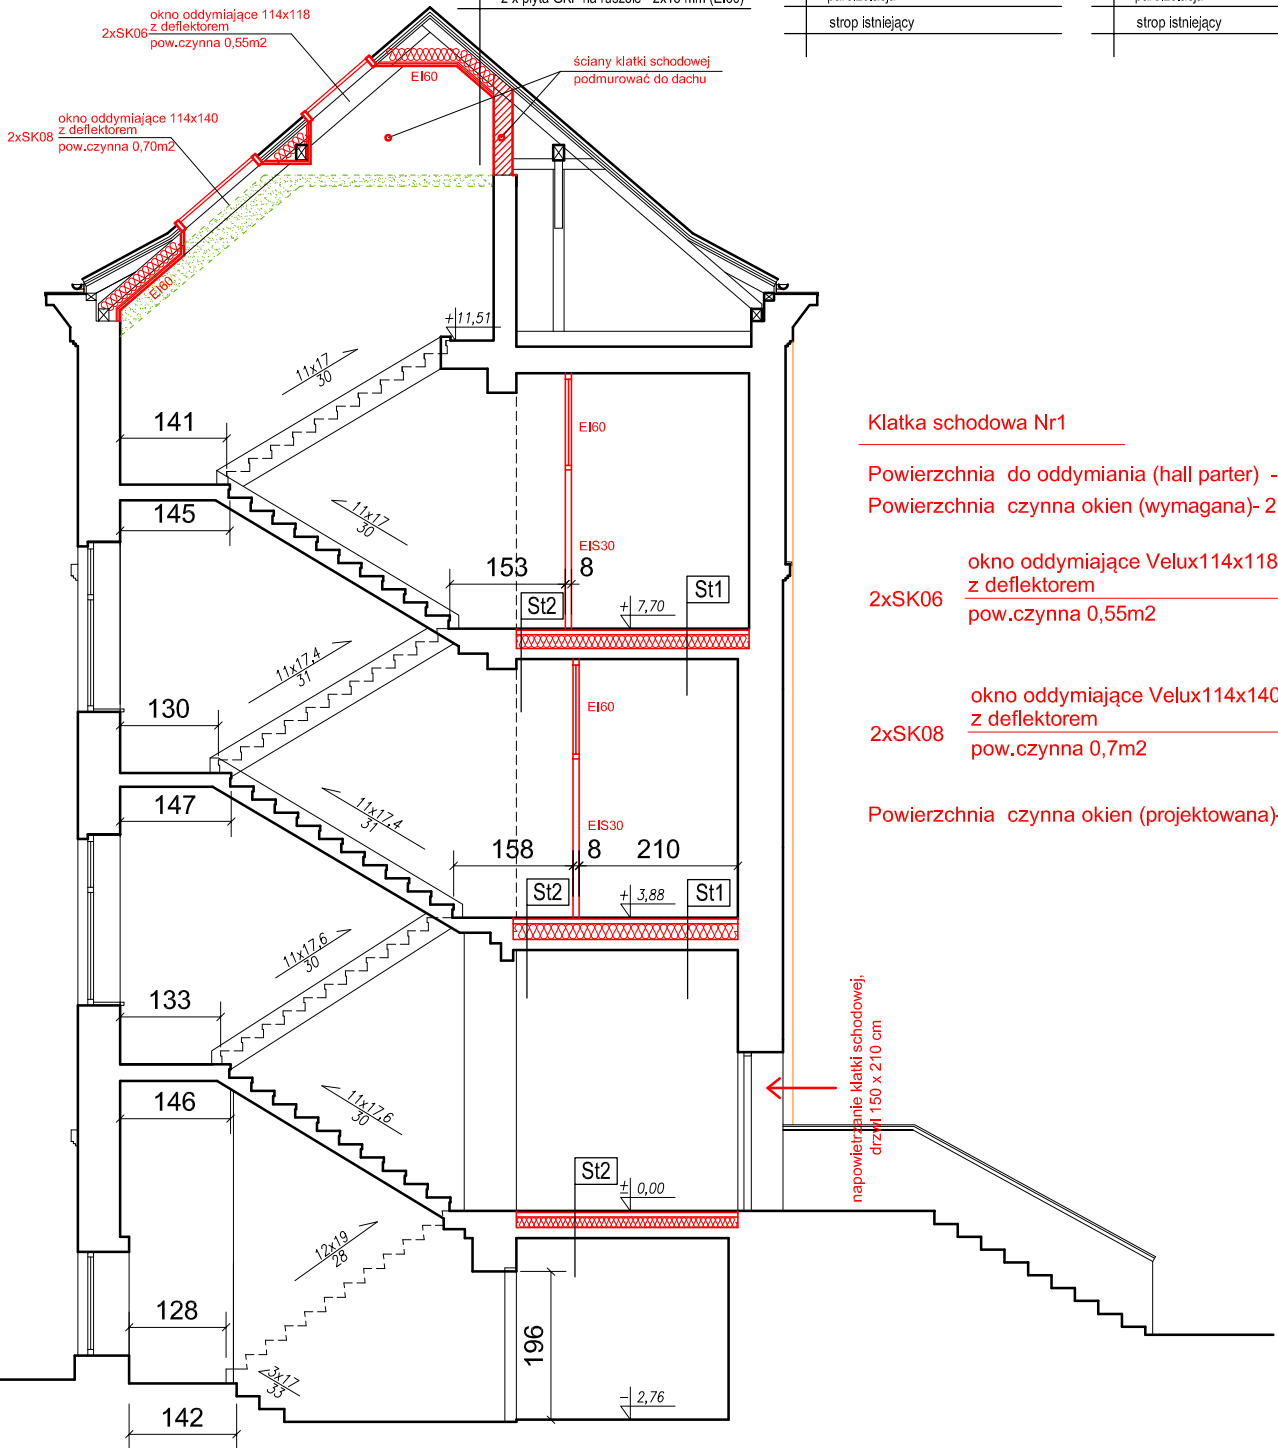 okno oddymiające 114x118
z deflektorem
2xSK06
pow.czynna 0,55m2
2 x płyta GKF na ruszcie 2x15 mm (EI60)
strop istniejący
strop istniejący
ściany klatki schodowej
podmurować do dachu
EI60
okno oddymiające 114x140
z deflektorem
2xSK08
pow.czynna 0,70m2
EI60
+11,51
11x17
30
141
EI60
145
11x17
30
EIS30
153
8
St2
St1
+ 7,70
11x17,4
31
130
EI60
147
11x17,4
31
EIS30
158
8
210
St2
St1
+ 3,88
11x17,6
30
133
146
11x17,6
30
St2
± 0,00
12x19
28
128
3x17
33
196
- 2,76
142
napowietrzanie klatki schodowej,
drzwi 150 x 210 cm
Klatka schodowa Nr1
Powierzchnia do oddymiania (hall parter) -
Powierzchnia czynna okien (wymagana)- 2
okno oddymiające Velux114x118
z deflektorem
2xSK06
pow.czynna 0,55m2
okno oddymiające Velux114x140
z deflektorem
2xSK08
pow.czynna 0,7m2
Powierzchnia czynna okien (projektowana)-